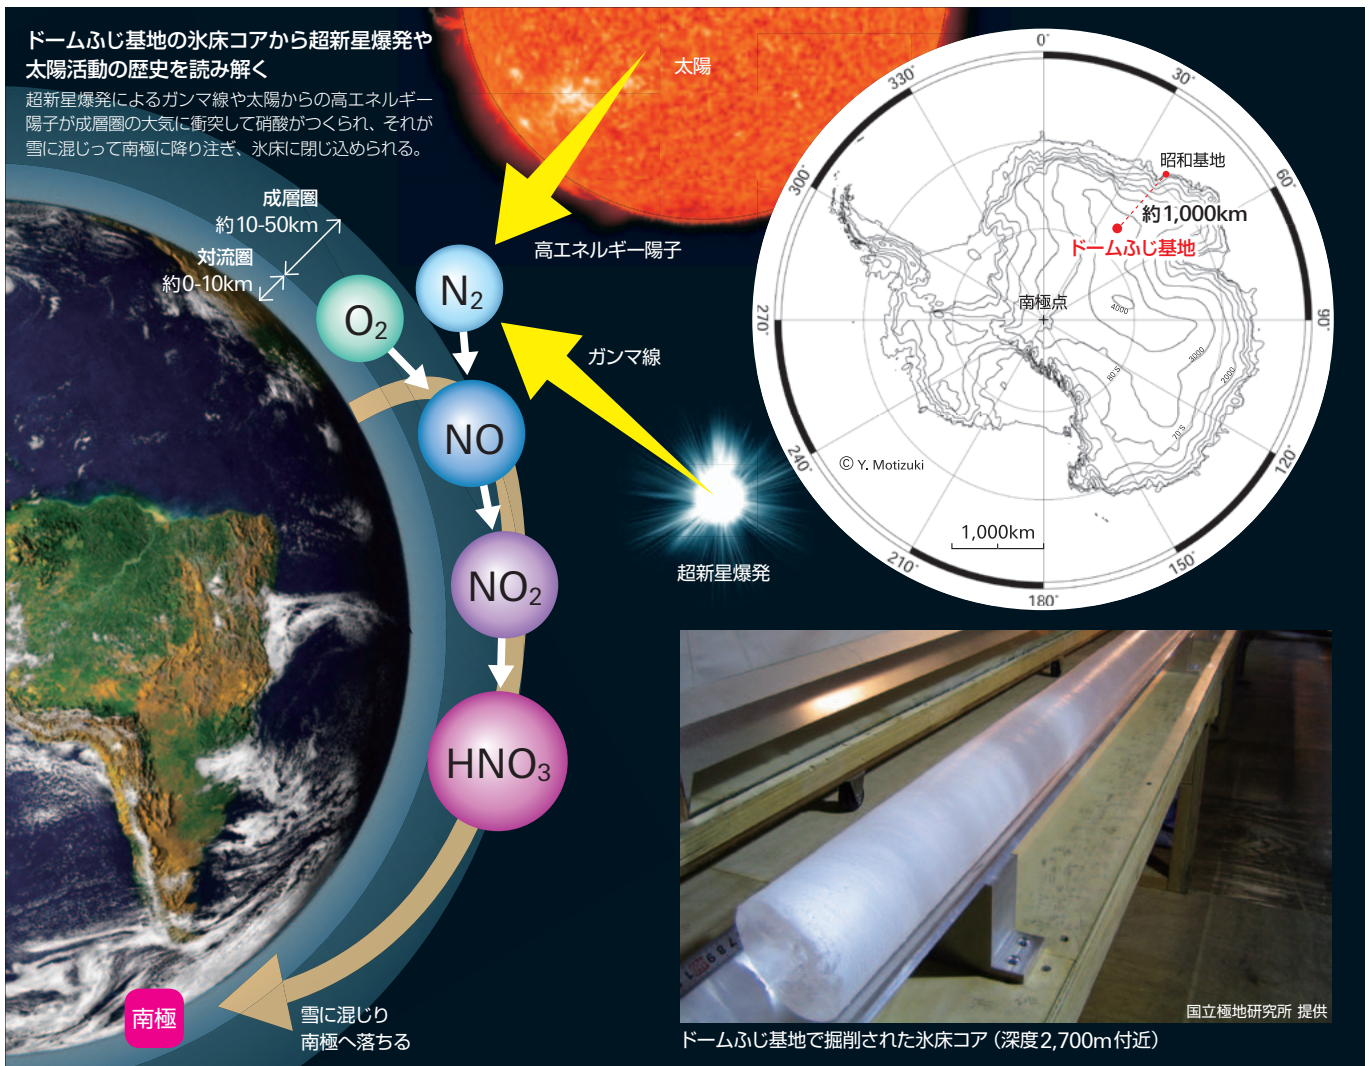 ドームふじ基地の氷床コアから超新星爆発や
太陽活動の歴史を読み解く
超新星爆発によるガンマ線や太陽からの高エネルギー
陽子が成層圏の大気に衝突して硝酸がつくられ、それが
雪に混じって南極に降り注ぎ、氷床に閉じ込められる。
成層圏
約10-50km
対流圏
約0-10km
太陽
高エネルギー陽子
O2
N2
ガンマ線
NO
超新星爆発
NO2
HNO3
南極
雪に混じり
南極へ落ちる
0°
30°
60°
90°
120°
150°
180°
210°
240°
270°
300°
330°
昭和基地
約1,000km
ドームふじ基地
南極点
4000
3000
2000
80°S
70°S
© Y. Motizuki
1,000km
7 8 9 1
国立極地研究所 提供
ドームふじ基地で掘削された氷床コア（深度2,700m付近）